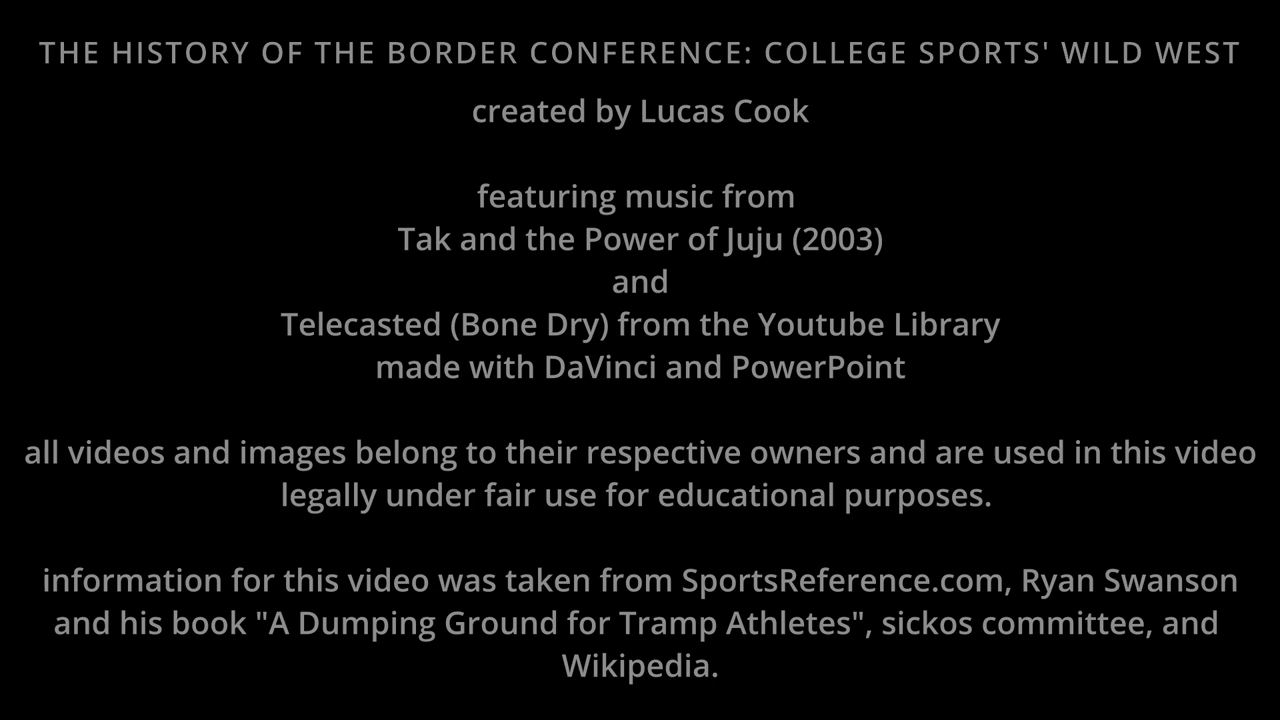 THE HISTORY OF THE BORDER CONFERENCE: COLLEGE SPORTS' WILD WEST
created by Lucas Cook
featuring music from
Tak and the Power of Juju (2003)
and
Telecasted (Bone Dry) from the Youtube Library
made with DaVinci and PowerPoint
all videos and images belong to their respective owners and are used in this video
legally under fair use for educational purposes.
information for this video was taken from SportsReference.com, Ryan Swanson
and his book "A Dumping Ground for Tramp Athletes", sickos committee, and
Wikipedia.